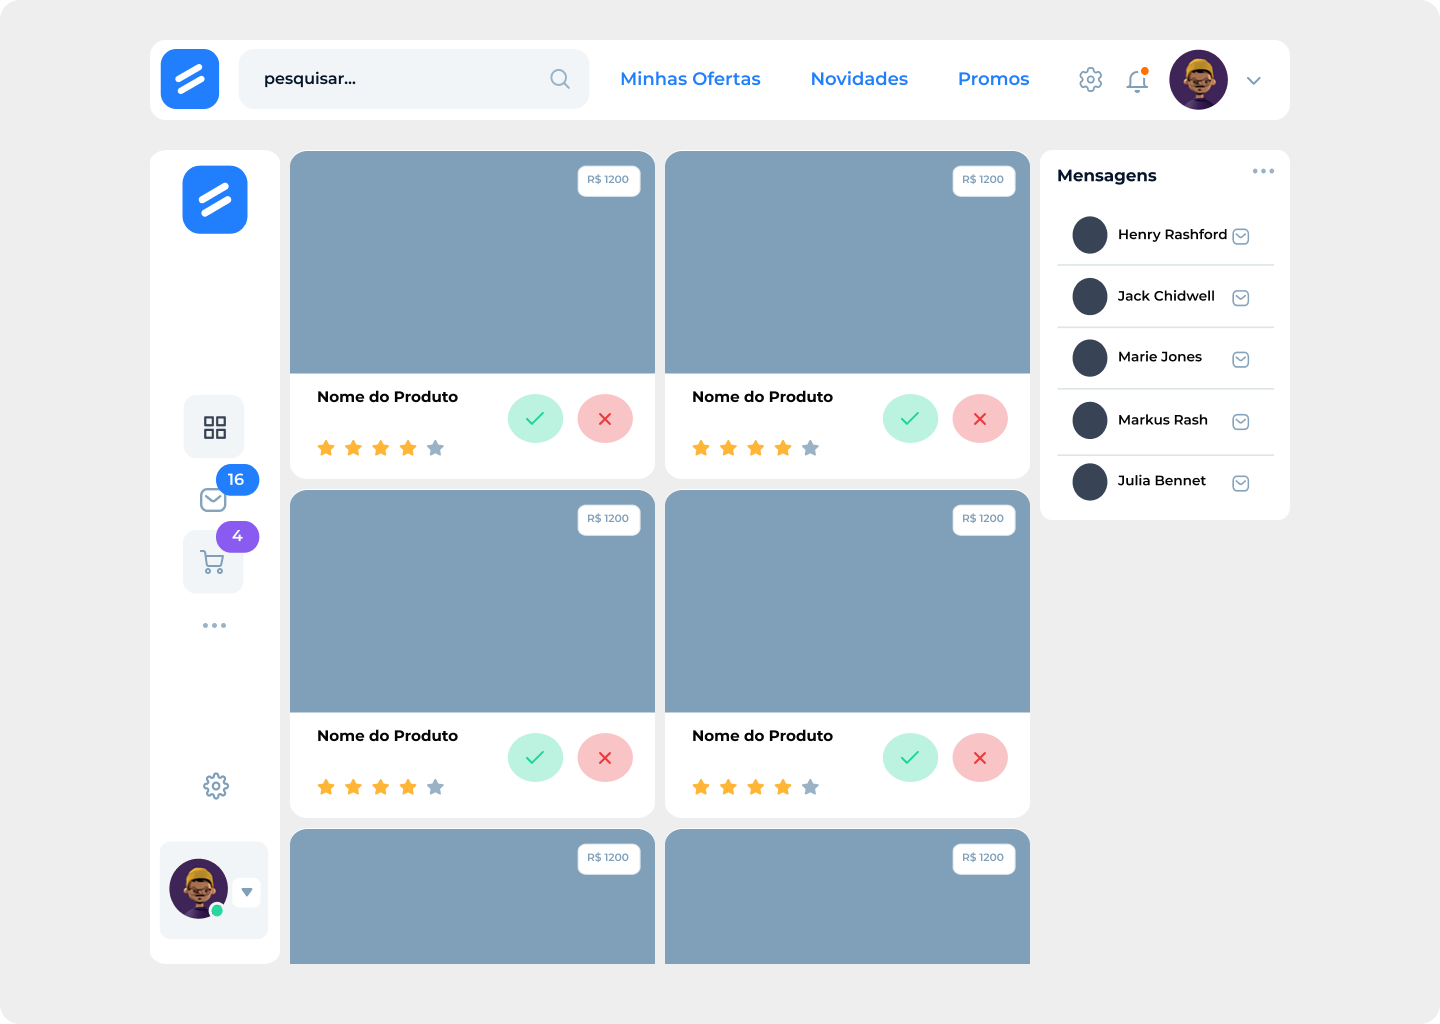 pesquisar...
Minhas Ofertas
Novidades
Promos
16
4
R$ 1200
Nome do Produto
R$ 1200
Nome do Produto
R$ 1200
Nome do Produto
R$ 1200
Nome do Produto
R$ 1200
R$ 1200
Mensagens
Henry Rashford
Jack Chidwell
Marie Jones
Markus Rash
Julia Bennet